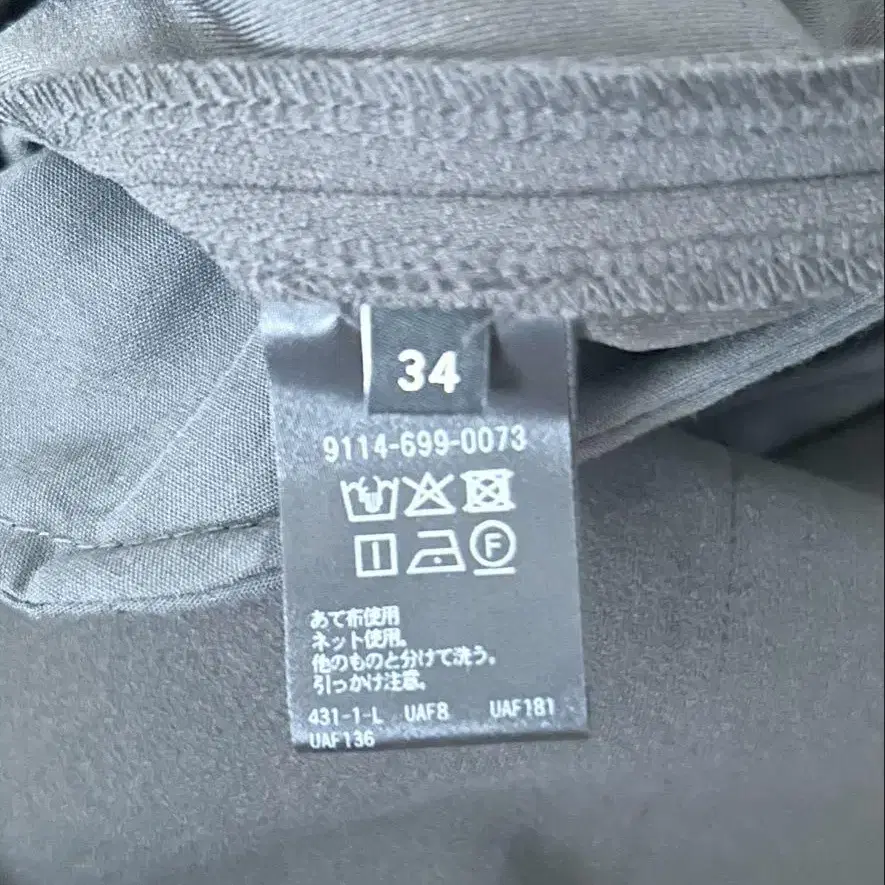 34
9114-699-0073
F
あて布使用
ネット使用。
他のものと分けて洗う。
引っかけ注意。
431-1-L UAF8 UAF181
UAF136